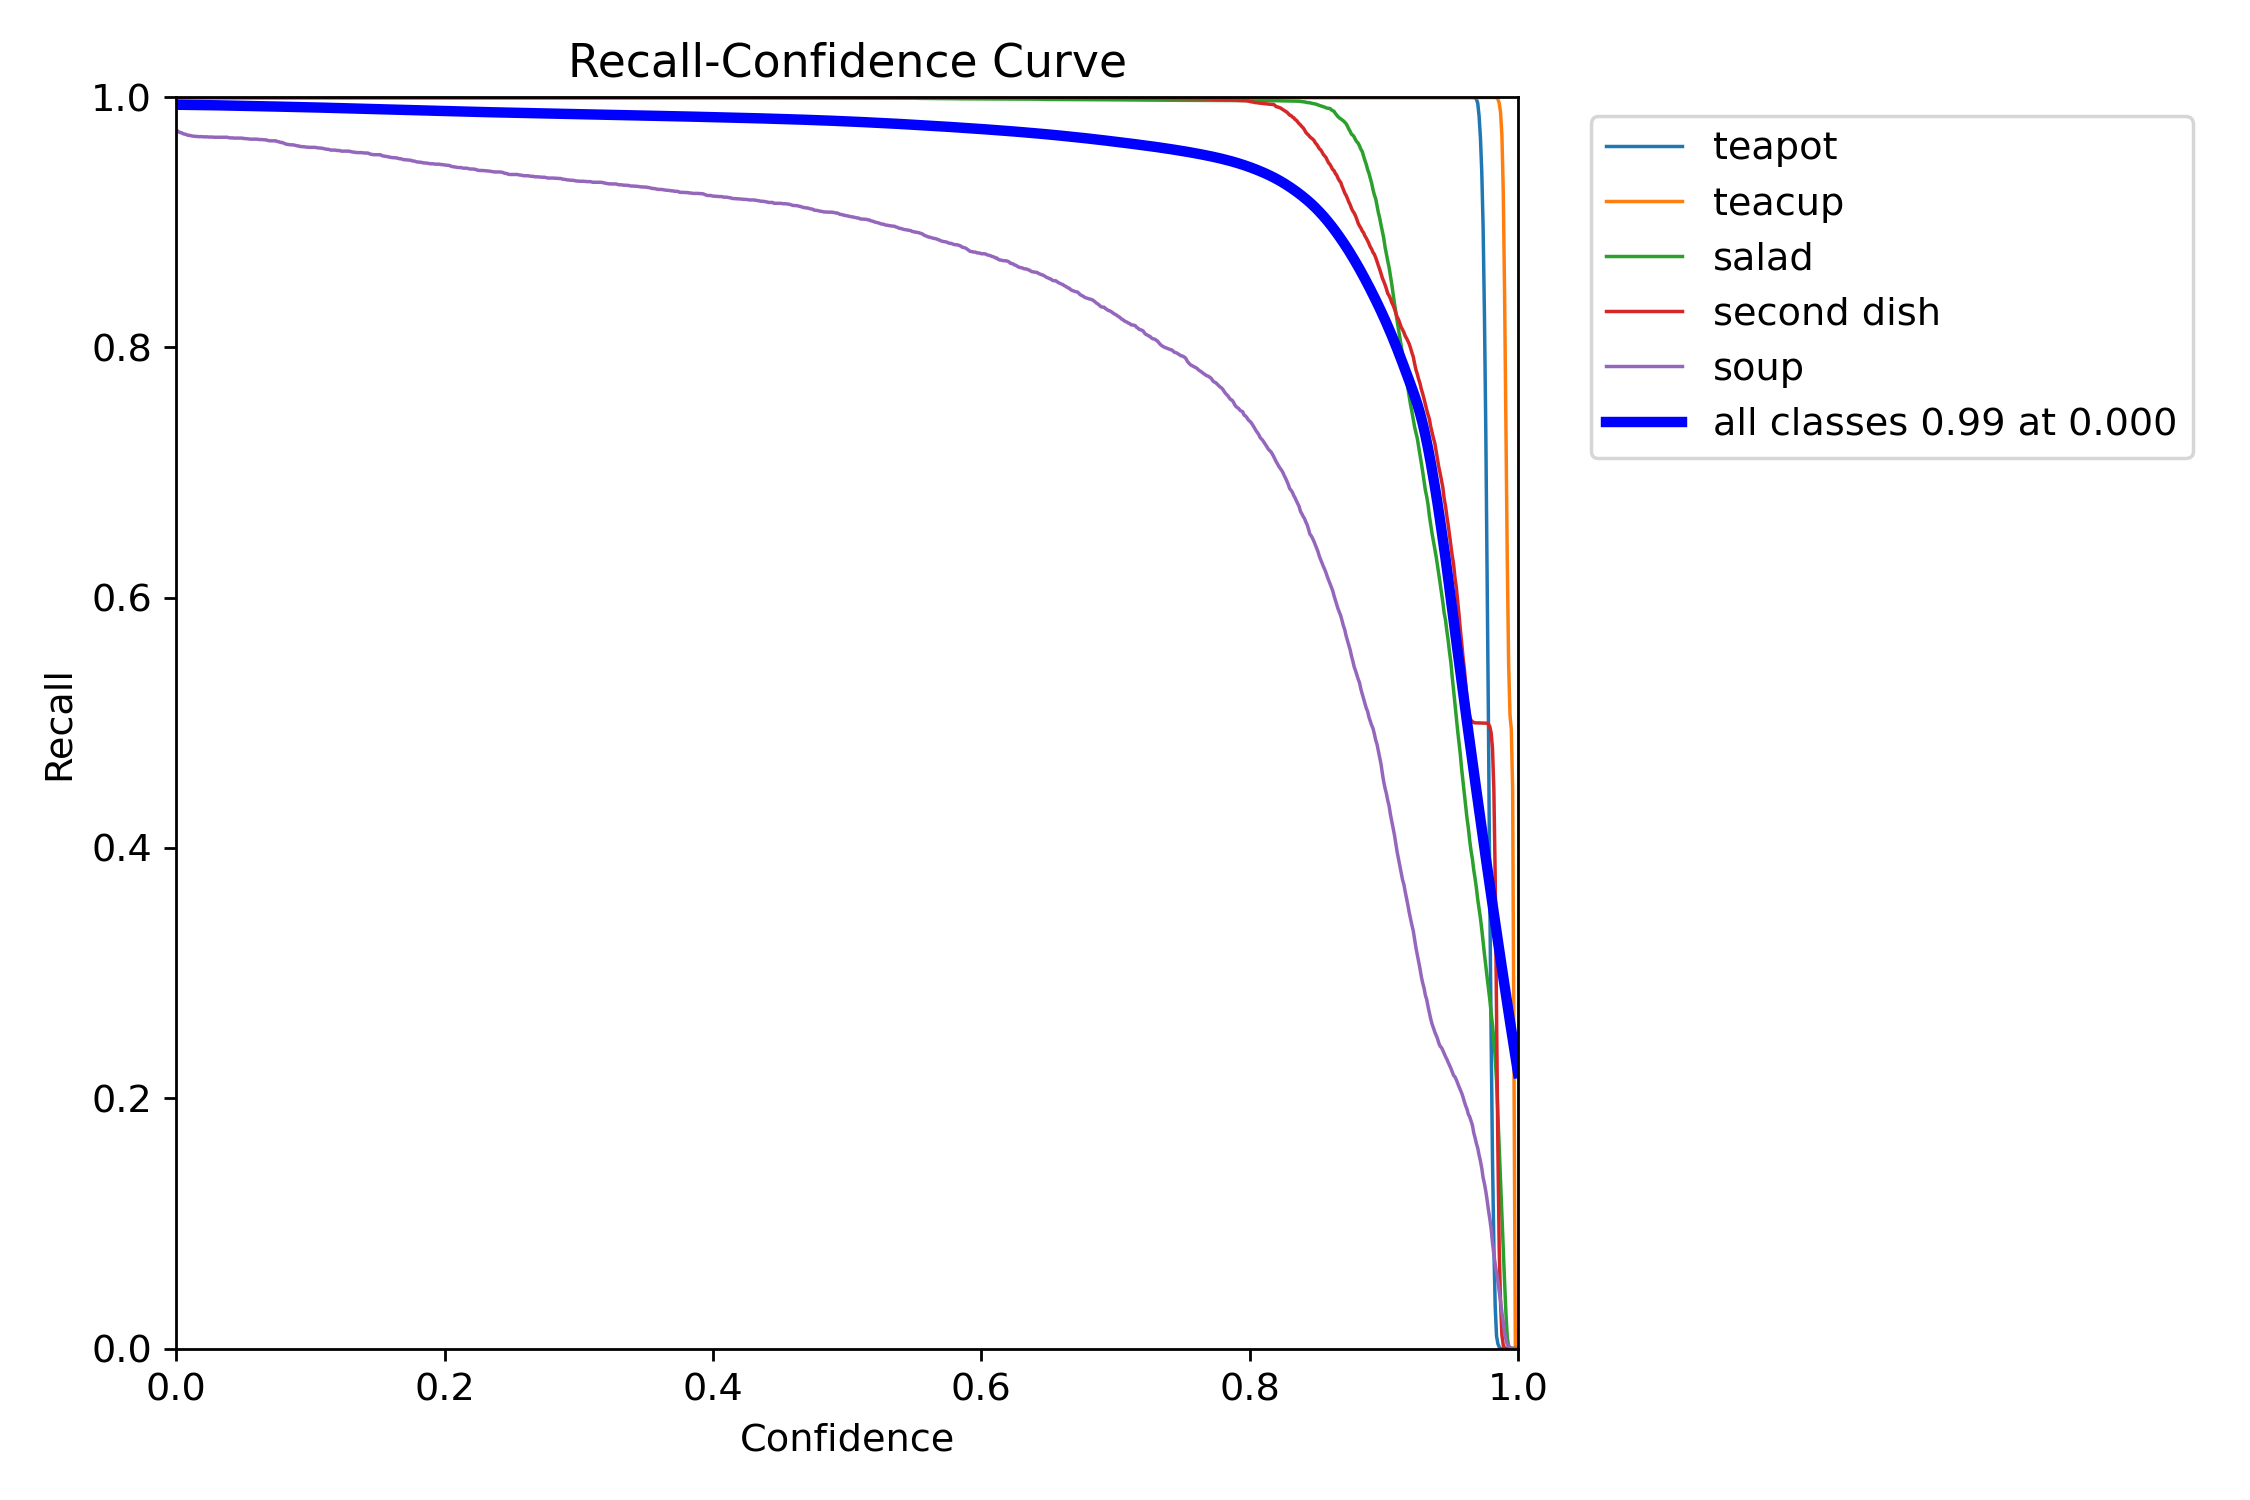 Recall-Confidence Curve
1.0
0.8
0.6
0.4
0.2
0.0
Recall
0.0 0.2 0.4 0.6 0.8 1.0
Confidence
teapot
teacup
salad
second dish
soup
all classes 0.99 at 0.000